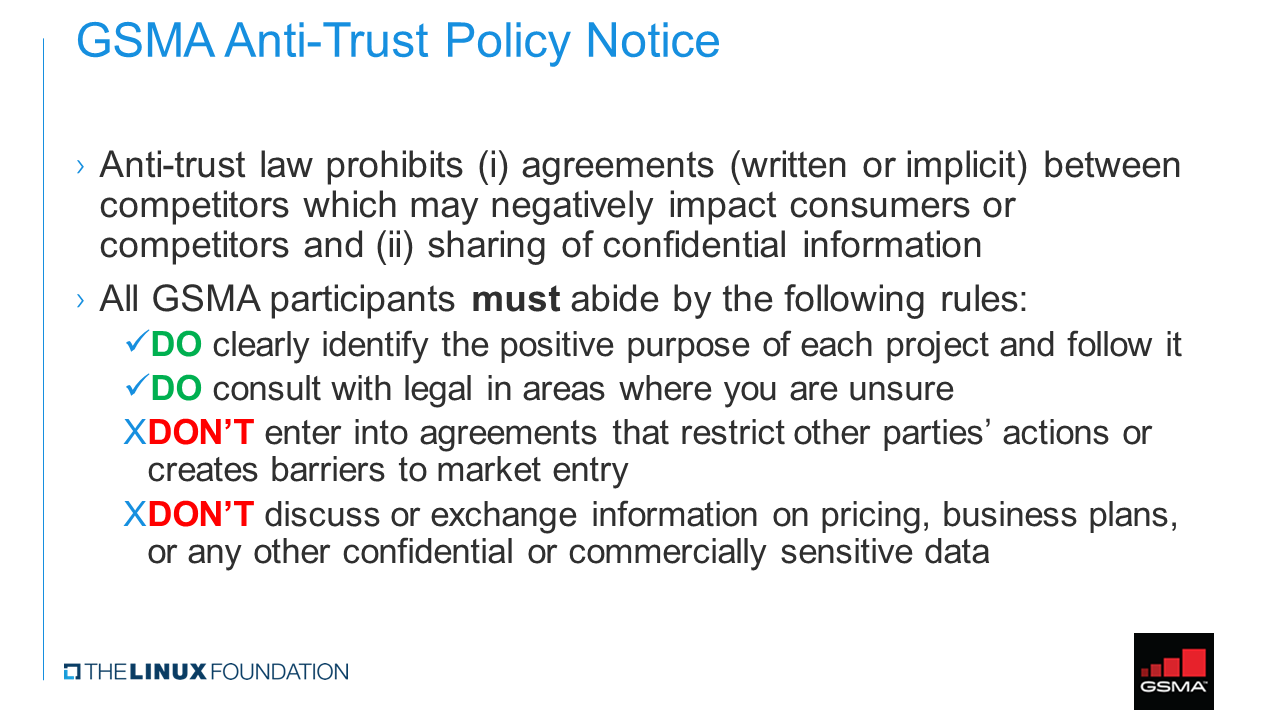 GSMA Anti-Trust Policy Notice
› Anti-trust law prohibits (i) agreements (written or implicit) between
competitors which may negatively impact consumers or
competitors and (ii) sharing of confidential information
› All GSMA participants must abide by the following rules:
✓DO clearly identify the positive purpose of each project and follow it
✓DO consult with legal in areas where you are unsure
XDON’T enter into agreements that restrict other parties’ actions or
creates barriers to market entry
XDON’T discuss or exchange information on pricing, business plans,
or any other confidential or commercially sensitive data
THE LINUX FOUNDATION
GSMA™